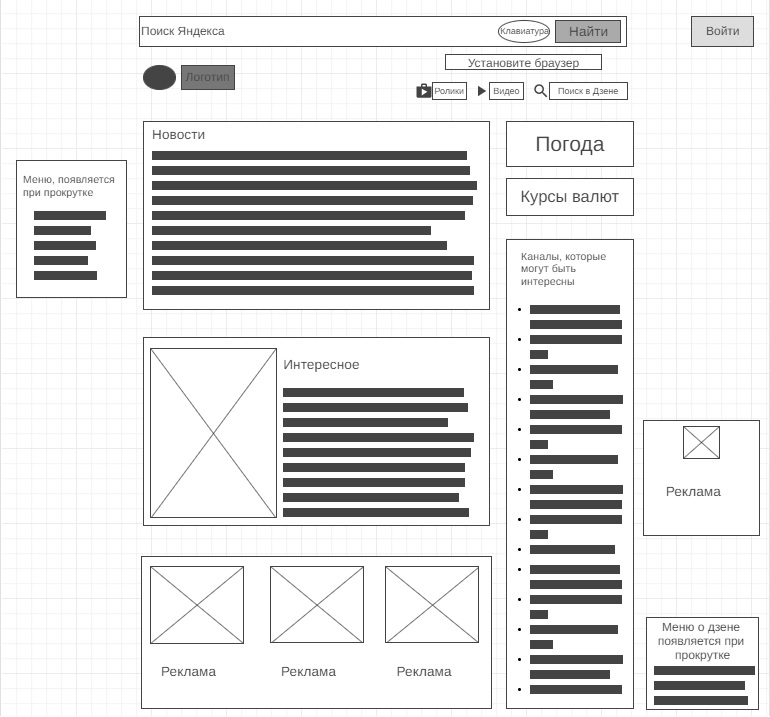 Поиск Яндекса
Клавиатура
Найти
Войти
Установите браузер
Логотип
Ролики
Видео
Поиск в Дзене
Новости
Погода
Курсы валют
Меню, появляется
при прокрутке
Каналы, которые
могут быть
интересны
Интересное
Реклама
Реклама
Реклама
Реклама
Меню о дзене
появляется при
прокрутке